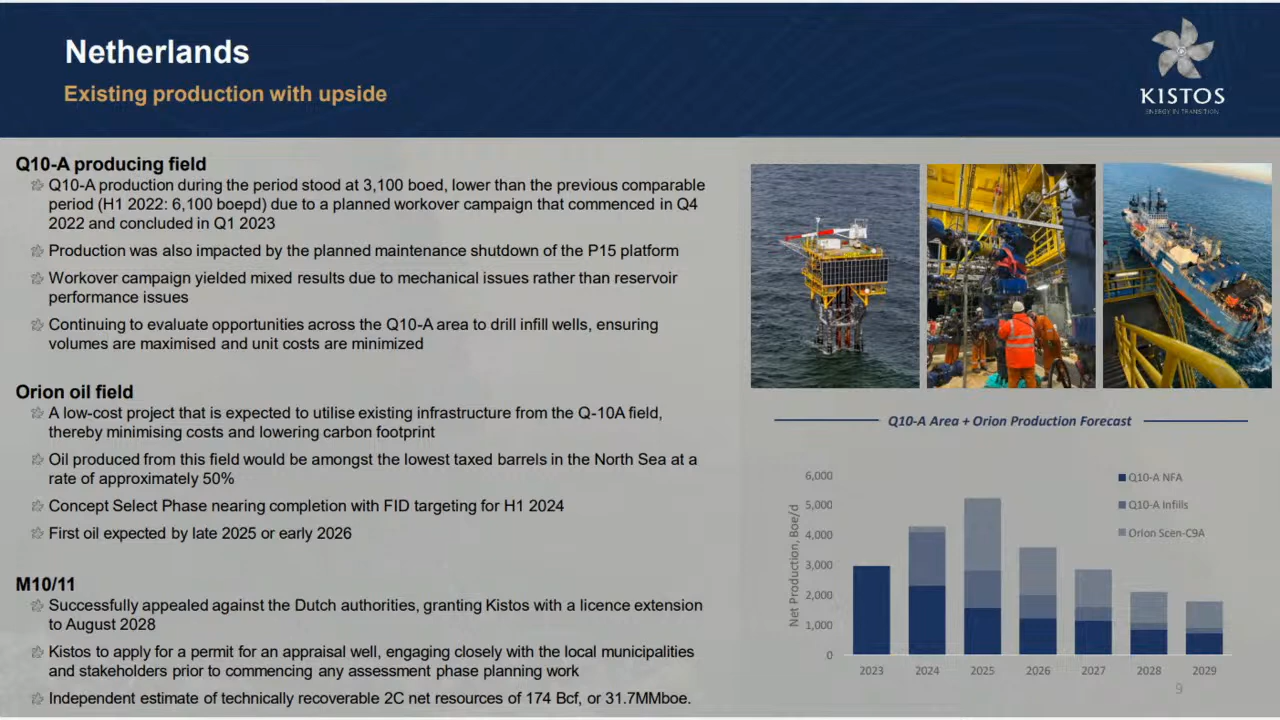 Netherlands
Existing production with upside
KISTOS
ENERGY IN TRANSITION
Q10-A producing field
Q10-A production during the period stood at 3,100 boed, lower than the previous comparable
period (H1 2022: 6,100 boepd) due to a planned workover campaign that commenced in Q4
2022 and concluded in Q1 2023
Production was also impacted by the planned maintenance shutdown of the P15 platform
Workover campaign yielded mixed results due to mechanical issues rather than reservoir
performance issues
Continuing to evaluate opportunities across the Q10-A area to drill infill wells, ensuring
volumes are maximised and unit costs are minimized
Orion oil field
A low-cost project that is expected to utilise existing infrastructure from the Q-10A field,
thereby minimising costs and lowering carbon footprint
Oil produced from this field would be amongst the lowest taxed barrels in the North Sea at a
rate of approximately 50%
Concept Select Phase nearing completion with FID targeting for H1 2024
First oil expected by late 2025 or early 2026
M10/11
Successfully appealed against the Dutch authorities, granting Kistos with a licence extension
to August 2028
Kistos to apply for a permit for an appraisal well, engaging closely with the local municipalities
and stakeholders prior to commencing any assessment phase planning work
Independent estimate of technically recoverable 2C net resources of 174 Bcf, or 31.7MMboe.
Q10-A Area + Orion Production Forecast
Net Production, Boe/d
6,000
5,000
4,000
3,000
2,000
1,000
0
Q10-A NFA
Q10-A Infills
Orion Scen-C9A
2023 2024 2025 2026 2027 2028 2029
9